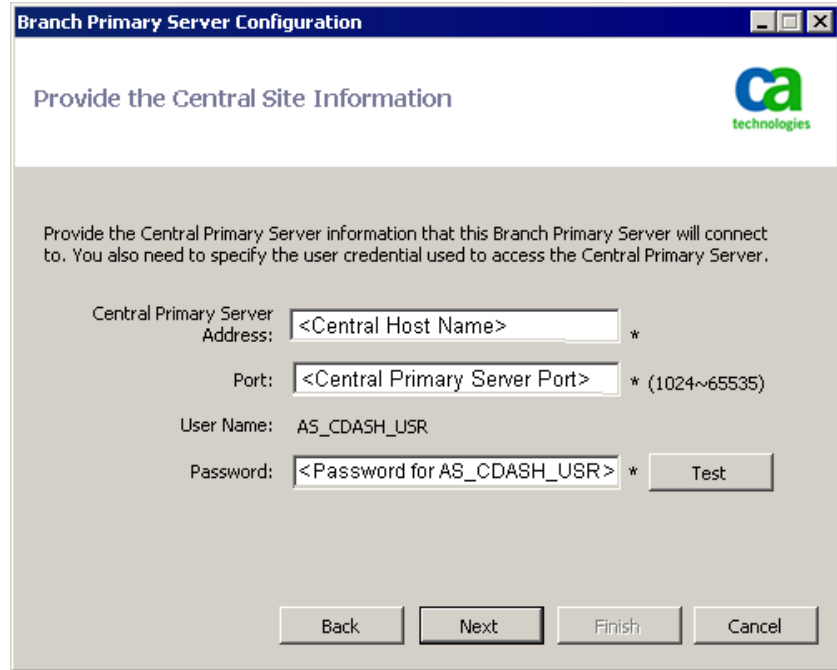 Branch Primary Server Configuration
Provide the Central Site Information
ca
technologies
Provide the Central Primary Server information that this Branch Primary Server will connect
to. You also need to specify the user credential used to access the Central Primary Server.
Central Primary Server
Address:
<Central Host Name>
*
Port:
<Central Primary Server Port>
* (1024~65535)
User Name:
AS_CDASH_USR
Password:
<Password for AS_CDASH_USR>
*
Test
Back
Next
Finish
Cancel